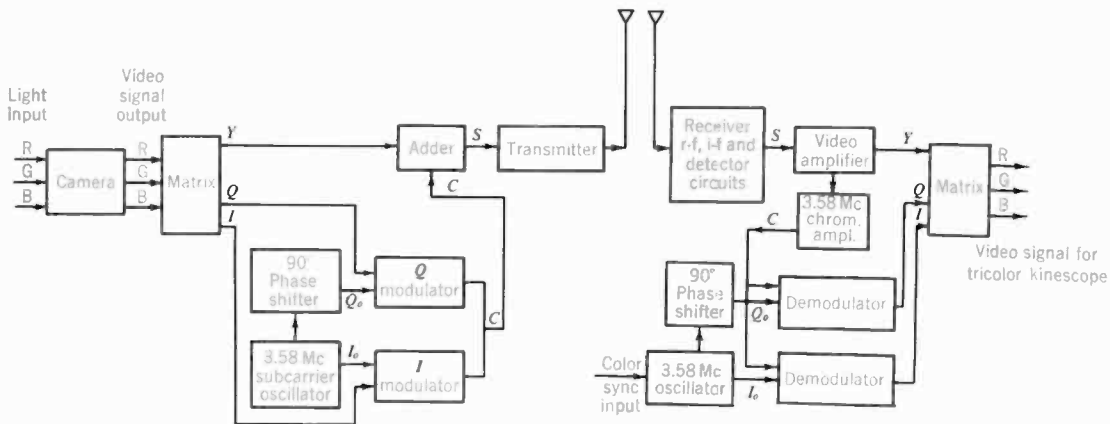 Light
Input
Video
signal
output
R
G
B
Camera
R
G
B
Matrix
Y
Q
I
Adder
S
Transmitter
C
90°
Phase
shifter
Qo
Q
modulator
C
3.58 Mc
subcarrier
oscillator
Io
I
modulator
Receiver
r-f, i-f and
detector
circuits
S
Video
amplifier
Y
3.58 Mc
chrom.
ampl.
C
Q
I
Matrix
R
G
B
Video signal for
tricolor kinescope
90°
Phase
shifter
Qo
Demodulator
Color
sync
input
3.58 Mc
oscillator
Io
Demodulator